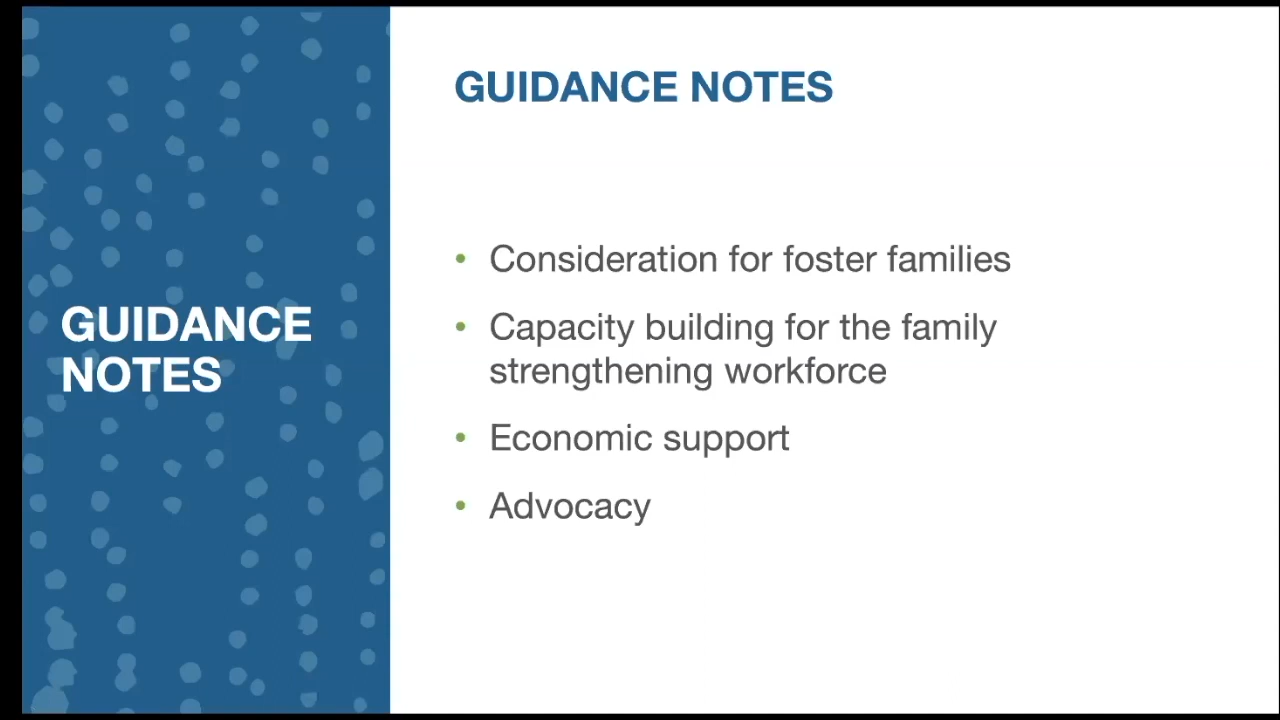 GUIDANCE
NOTES
GUIDANCE NOTES
• Consideration for foster families
• Capacity building for the family
strengthening workforce
• Economic support
• Advocacy